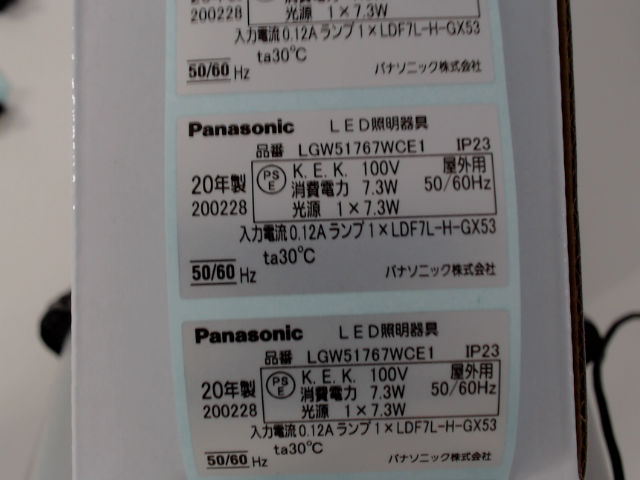 200228
光源 1×7.3W
入力電流0.12A ランプ1×LDF7L-H-GX53
ta30℃
50/60 Hz
パナソニック株式会社
Panasonic LED照明器具
品番 LGW51767WCE1 IP23
20年製 PSE K.E.K. 100V 屋外用
消費電力 7.3W 50/60Hz
200228 光源 1×7.3W
入力電流0.12A ランプ1×LDF7L-H-GX53
ta30℃
50/60 Hz パナソニック株式会社
Panasonic LED照明器具
品番 LGW51767WCE1 IP23
20年製 PSE K.E.K. 100V 屋外用
消費電力 7.3W 50/60Hz
200228 光源 1×7.3W
入力電流0.12A ランプ1×LDF7L-H-GX53
ta30℃
50/60 Hz パナソニック株式会社